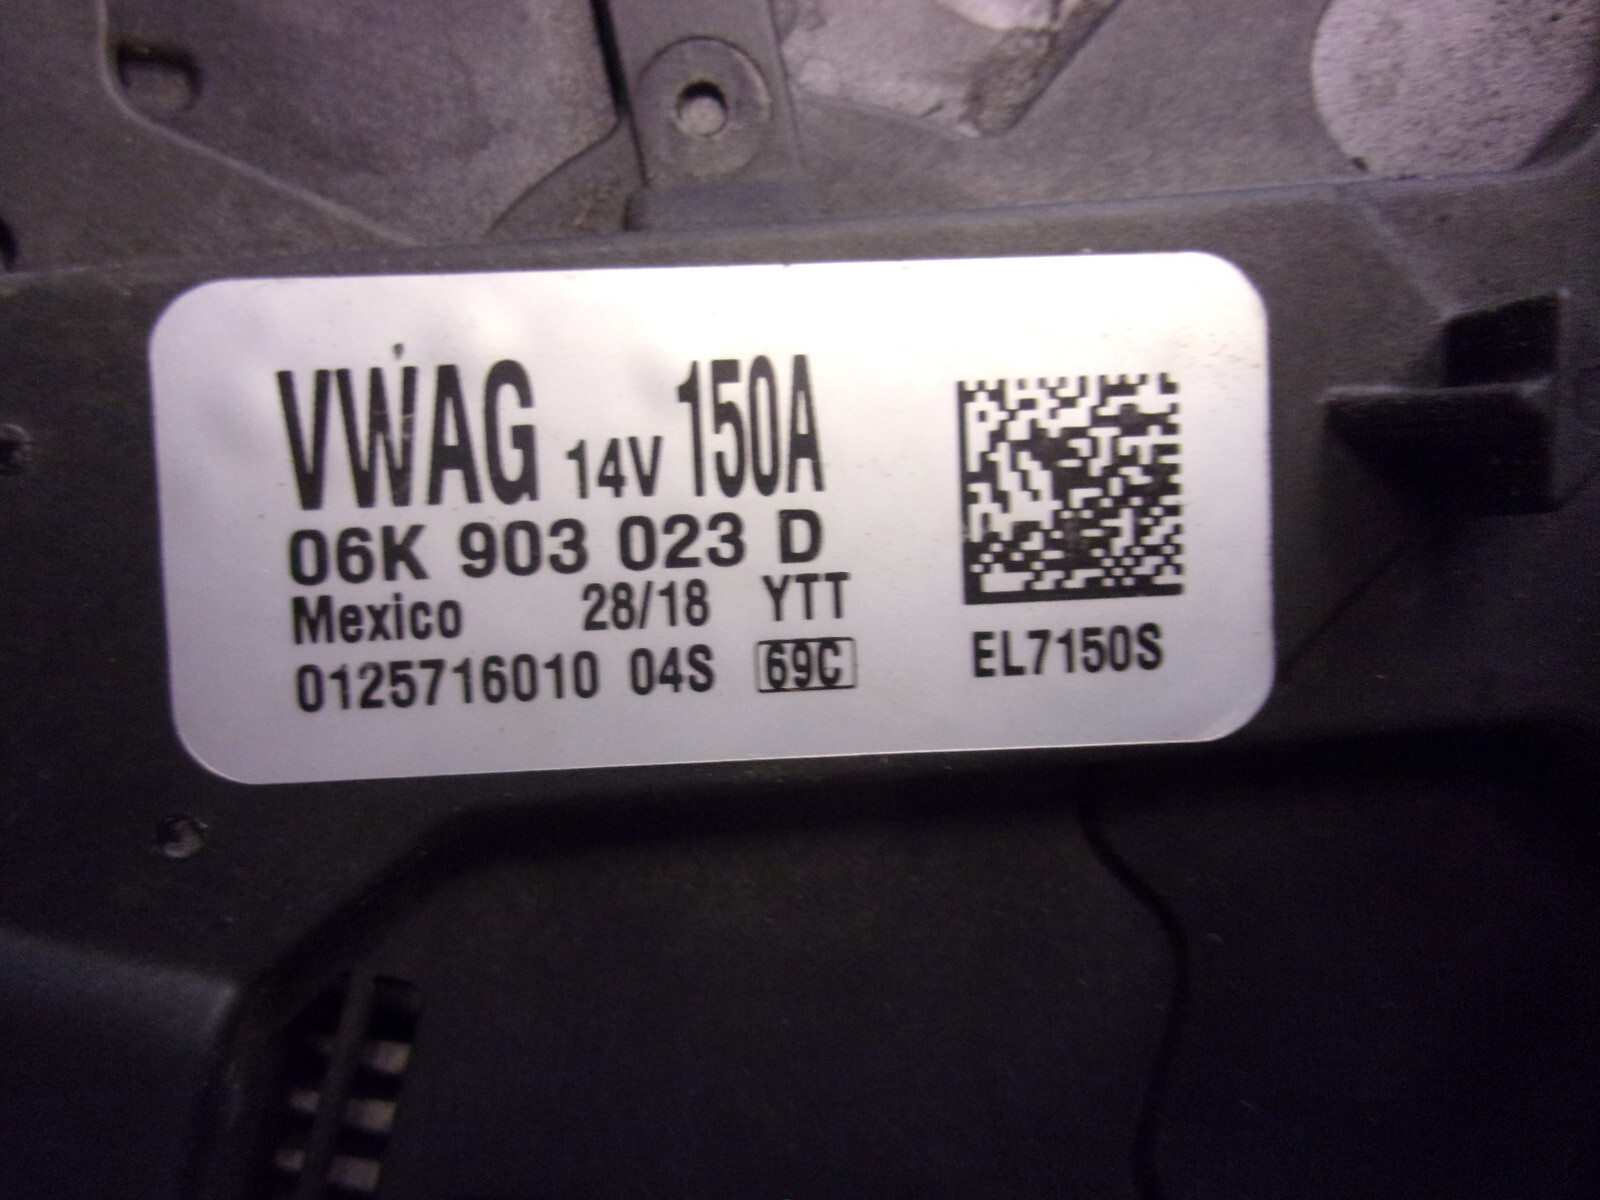 VWAG 14V 150A
06K 903 023 D
Mexico 28/18 YTT
0125716010 04S 69C
EL7150S